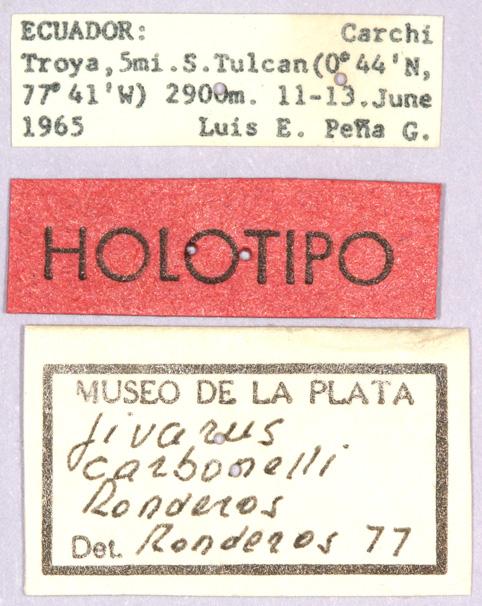 ECUADOR: Carchi
Troya,5mi.S.Tulcan(0°44'N,
77°41'W) 2900m. 11-13.June
1965 Luis E. Peña G.
HOLOTIPO
MUSEO DE LA PLATA
Jivarus
carbonelli
Ronderos
Det. Ronderos 77